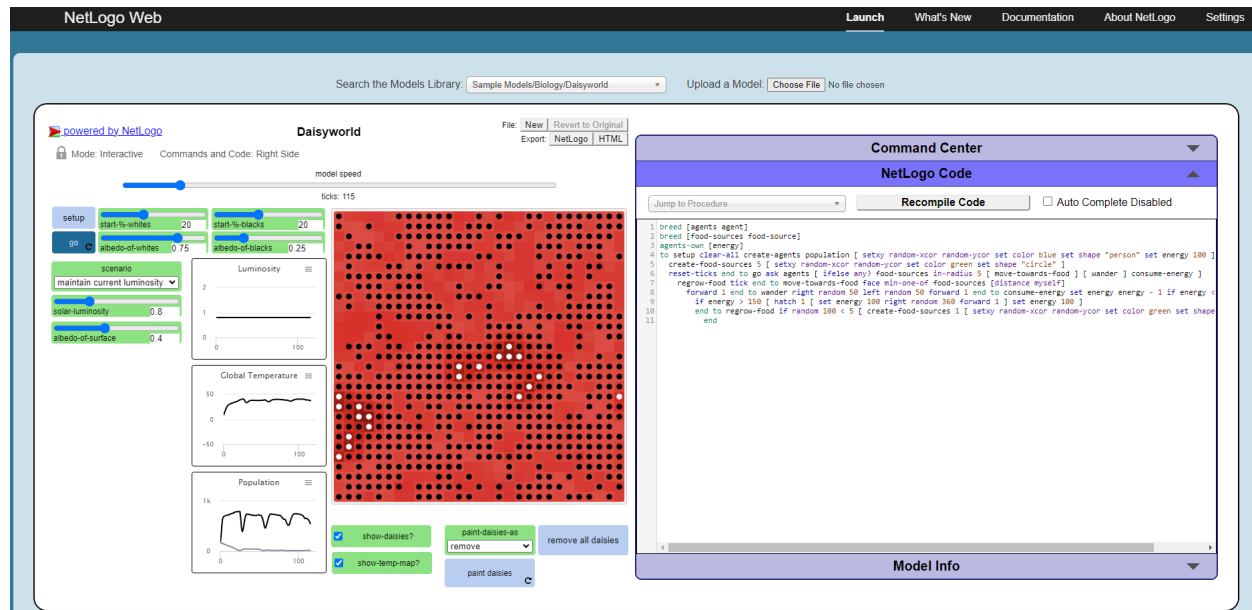 NetLogo Web
Launch What's New Documentation About NetLogo Settings
Search the Models Library: Sample Models/Biology/Daisyworld Upload a Model: Choose File No file chosen
powered by NetLogo
Daisyworld
File: New Revert to Original
Export: NetLogo HTML
Mode: Interactive Commands and Code: Right Side
model speed
ticks: 115
setup
go
start-%-whites 20
start-%-blacks 20
albedo-of-whites 0.75
albedo-of-blacks 0.25
scenario
maintain current luminosity
solar-luminosity 0.8
albedo-of-surface 0.4
Luminosity
2
1
0
0 100
Global Temperature
50
0
-50
0 100
Population
1k
0
0 100
show-daisies?
show-temp-map?
paint-daisies-as
remove
remove all daisies
paint daisies
Command Center
NetLogo Code
Jump to Procedure Recompile Code Auto Complete Disabled
1 breed [agents agent]
2 breed [food-sources food-source]
3 agents-own [energy]
4 to setup clear-all create-agents population [ setxy random-xcor random-ycor set color blue set shape "person" set energy 100 ]
5 create-food-sources 5 [ setxy random-xcor random-ycor set color green set shape "circle" ]
6 reset-ticks end to go ask agents [ ifelse any? food-sources in-radius 5 [ move-towards-food ] [ wander ] consume-energy ]
7 regrow-food tick end to move-towards-food face min-one-of food-sources [distance myself]
8 forward 1 end to wander right random 50 left random 50 forward 1 end to consume-energy set energy energy - 1 if energy <
9 if energy > 150 [ hatch 1 [ set energy 100 right random 360 forward 1 ] set energy 100 ]
10 end to regrow-food if random 100 < 5 [ create-food-sources 1 [ setxy random-xcor random-ycor set color green set shape
11 end
Model Info